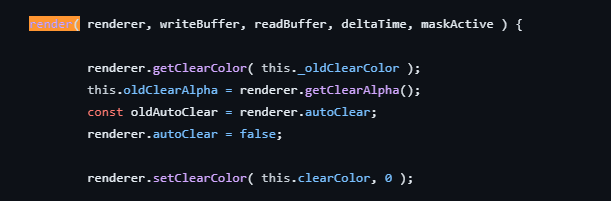 render( renderer, writeBuffer, readBuffer, deltaTime, maskActive ) {
renderer.getClearColor( this._oldClearColor );
this.oldClearAlpha = renderer.getClearAlpha();
const oldAutoClear = renderer.autoClear;
renderer.autoClear = false;
renderer.setClearColor( this.clearColor, 0 );